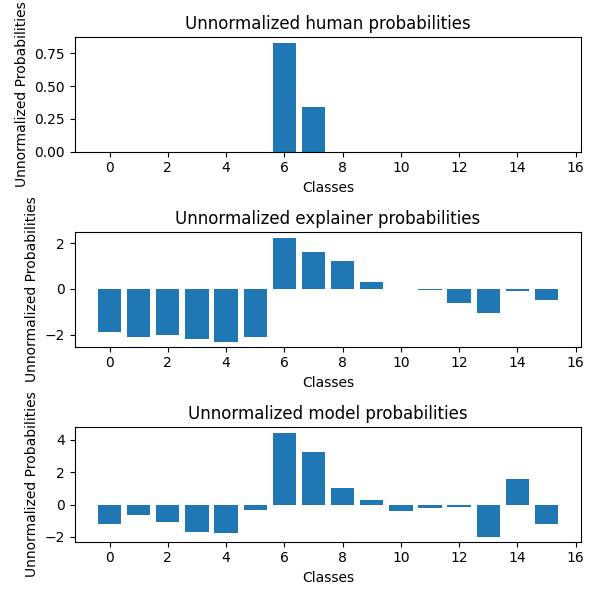 Unnormalized human probabilities
Unnormalized Probabilities
0.75
0.50
0.25
0.00
0 2 4 6 8 10 12 14 16
Classes
Unnormalized explainer probabilities
Unnormalized Probabilities
2
0
−2
0 2 4 6 8 10 12 14 16
Classes
Unnormalized model probabilities
Unnormalized Probabilities
4
2
0
−2
0 2 4 6 8 10 12 14 16
Classes